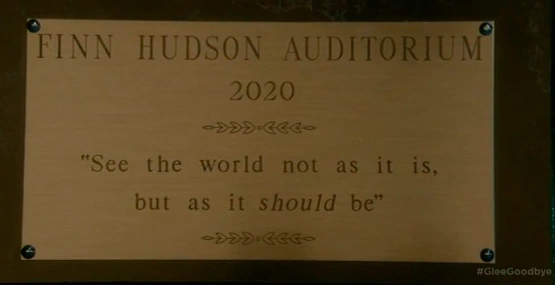 FINN HUDSON AUDITORIUM
2020
“See the world not as it is,
but as it should be”
#GleeGoodbye